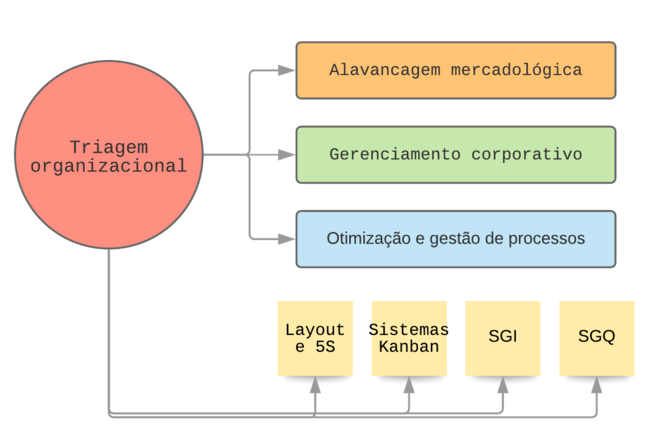 Alavancagem mercadológica
Triagem
organizacional
Gerenciamento corporativo
Otimização e gestão de processos
Layout
e 5S
Sistemas
Kanban
SGI
SGQ